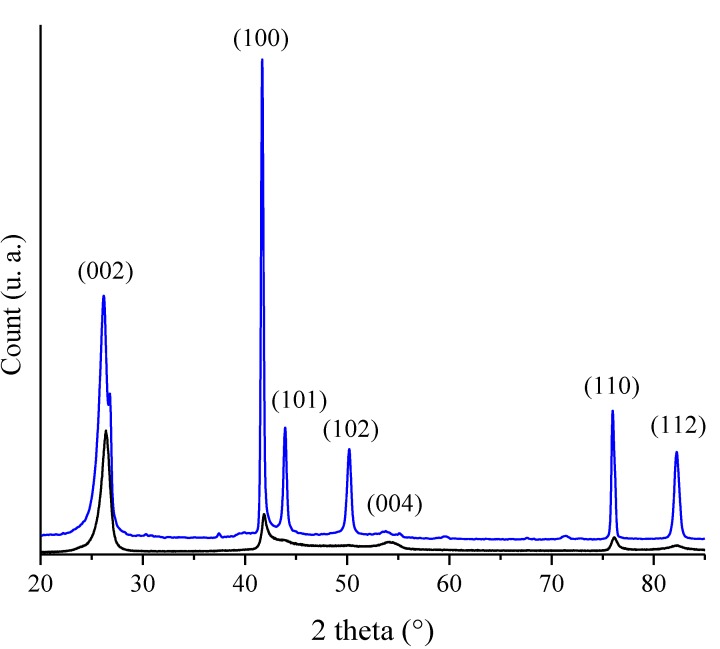 (100)
(002)
(101)
(102)
(110)
(112)
(004)
Count (u. a.)
20 30 40 50 60 70 80
2 theta (°)